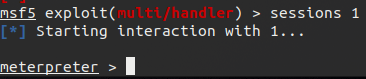 msf5 exploit(multi/handler) > sessions 1
[*] Starting interaction with 1...
meterpreter >